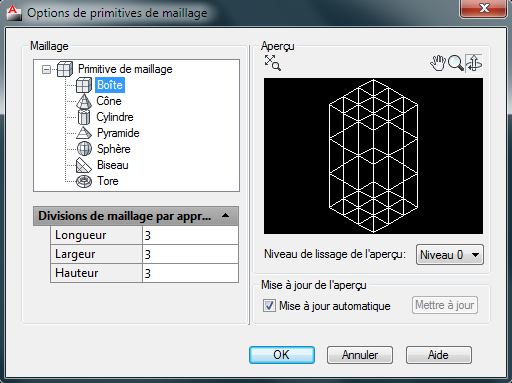 Options de primitives de maillage
Maillage
Primitive de maillage
Boîte
Cône
Cylindre
Pyramide
Sphère
Biseau
Tore
Divisions de maillage par appr...
Longueur 3
Largeur 3
Hauteur 3
Aperçu
Niveau de lissage de l'aperçu: Niveau 0
Mise à jour de l'aperçu
Mise à jour automatique Mettre à jour
OK Annuler Aide